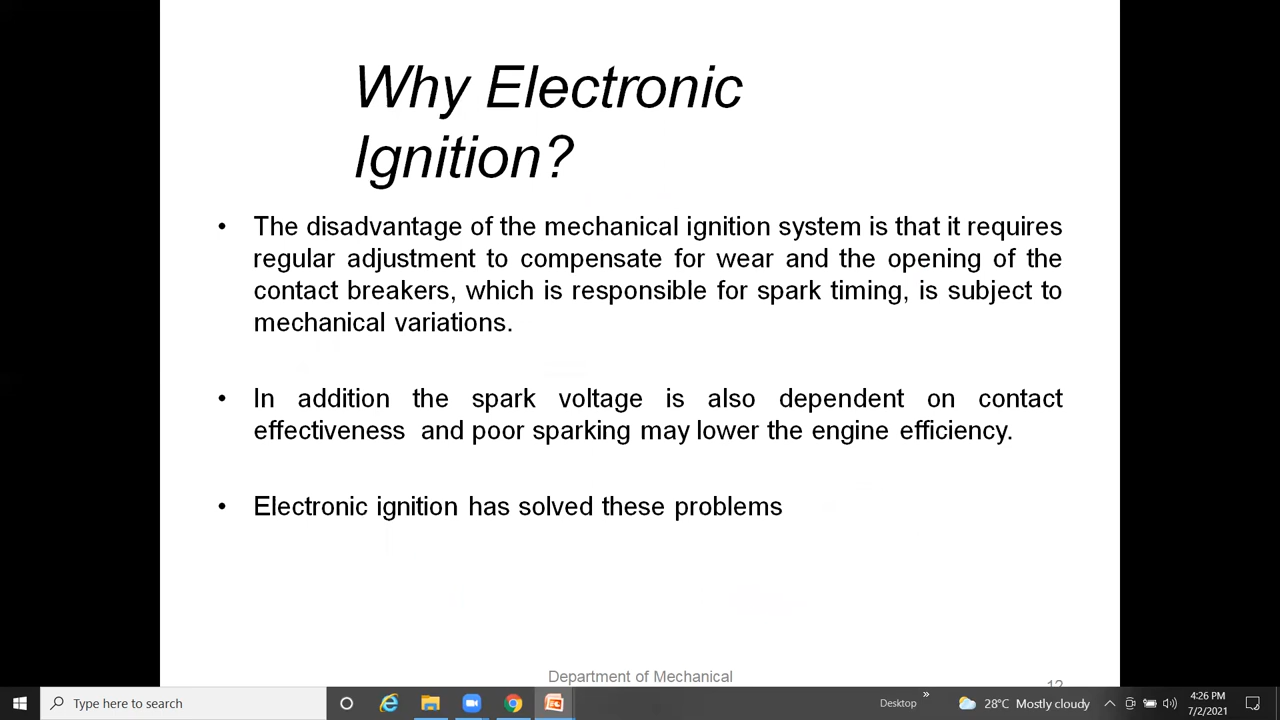 Why Electronic
Ignition?
• The disadvantage of the mechanical ignition system is that it requires
regular adjustment to compensate for wear and the opening of the
contact breakers, which is responsible for spark timing, is subject to
mechanical variations.
• In addition the spark voltage is also dependent on contact
effectiveness and poor sparking may lower the engine efficiency.
• Electronic ignition has solved these problems
Department of Mechanical
12
Type here to search
Desktop
»
28°C Mostly cloudy
4:26 PM
7/2/2021